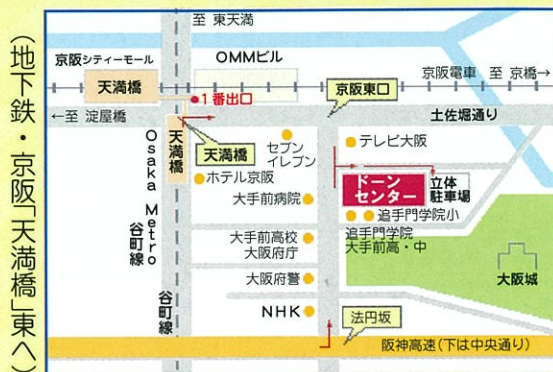 (地下鉄・京阪「天満橋」東へ)
至 東天満
京阪シティーモール
OMMビル
天満橋
1番出口
京阪東口
京阪電車 至 京橋→
←至 淀屋橋
土佐堀通り
天満橋
天満橋
セブン
イレブン
テレビ大阪
ホテル京阪
ドーン
センター
立体
駐車場
大手前病院
追手門学院小
追手門学院
大手前高・中
Osaka Metro
谷町線
大手前高校
大阪府庁
大阪城
大阪府警
谷町線
NHK
法円坂
阪神高速(下は中央通り)